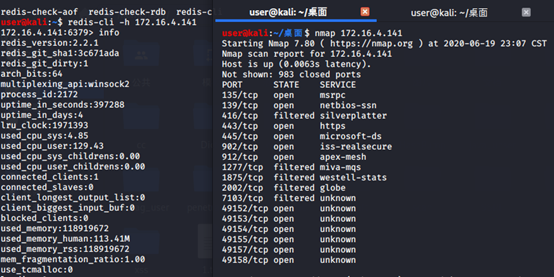 redis-check-aof  redis-check-rdb  redis-cli
user@kali:~$ redis-cli -h 172.16.4.141
172.16.4.141:6379> info
redis_version:2.2.1
redis_git_sha1:3c671ada
redis_git_dirty:1
arch_bits:64
multiplexing_api:winsock2
process_id:2172
uptime_in_seconds:397288
uptime_in_days:4
lru_clock:1971393
used_cpu_sys:4.85
used_cpu_user:129.43
used_cpu_sys_childrens:0.00
used_cpu_user_childrens:0.00
connected_clients:1
connected_slaves:0
client_longest_output_list:0
client_biggest_input_buf:0
blocked_clients:0
used_memory:118919672
used_memory_human:113.41M
used_memory_rss:118919672
mem_fragmentation_ratio:1.00
use_tcmalloc:0
user@kali: ~/桌面
user@kali: ~/桌面
user@kali:~/桌面$ nmap 172.16.4.141
Starting Nmap 7.80 ( https://nmap.org ) at 2020-06-19 23:07 CST
Nmap scan report for 172.16.4.141
Host is up (0.0063s latency).
Not shown: 983 closed ports
PORT      STATE    SERVICE
135/tcp   open     msrpc
139/tcp   open     netbios-ssn
416/tcp   filtered silverplatter
443/tcp   open     https
445/tcp   open     microsoft-ds
902/tcp   open     iss-realsecure
912/tcp   open     apex-mesh
1277/tcp  filtered miva-mqs
1875/tcp  filtered westell-stats
2002/tcp  filtered globe
7103/tcp  filtered unknown
49152/tcp open     unknown
49153/tcp open     unknown
49154/tcp open     unknown
49155/tcp open     unknown
49157/tcp open     unknown
49158/tcp open     unknown